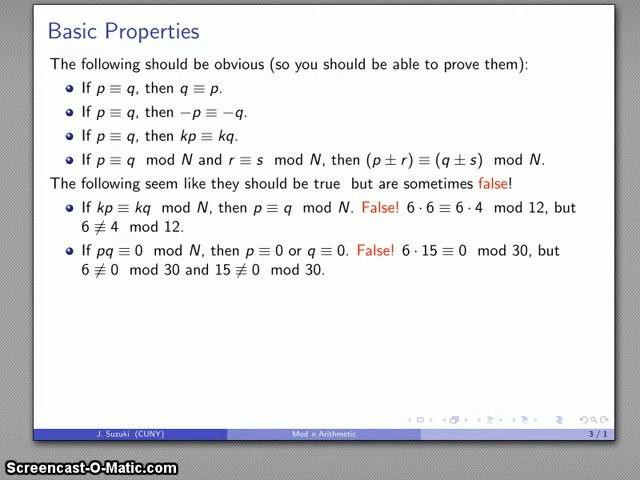 Basic Properties
The following should be obvious (so you should be able to prove them):
If p ≡ q, then q ≡ p.
If p ≡ q, then −p ≡ −q.
If p ≡ q, then kp ≡ kq.
If p ≡ q mod N and r ≡ s mod N, then (p ± r) ≡ (q ± s) mod N.
The following seem like they should be true but are sometimes false!
If kp ≡ kq mod N, then p ≡ q mod N. False! 6 · 6 ≡ 6 · 4 mod 12, but
6 ≢ 4 mod 12.
If pq ≡ 0 mod N, then p ≡ 0 or q ≡ 0. False! 6 · 15 ≡ 0 mod 30, but
6 ≢ 0 mod 30 and 15 ≢ 0 mod 30.
J. Suzuki (CUNY) Mod n Arithmetic 3 / 1
Screencast-O-Matic.com